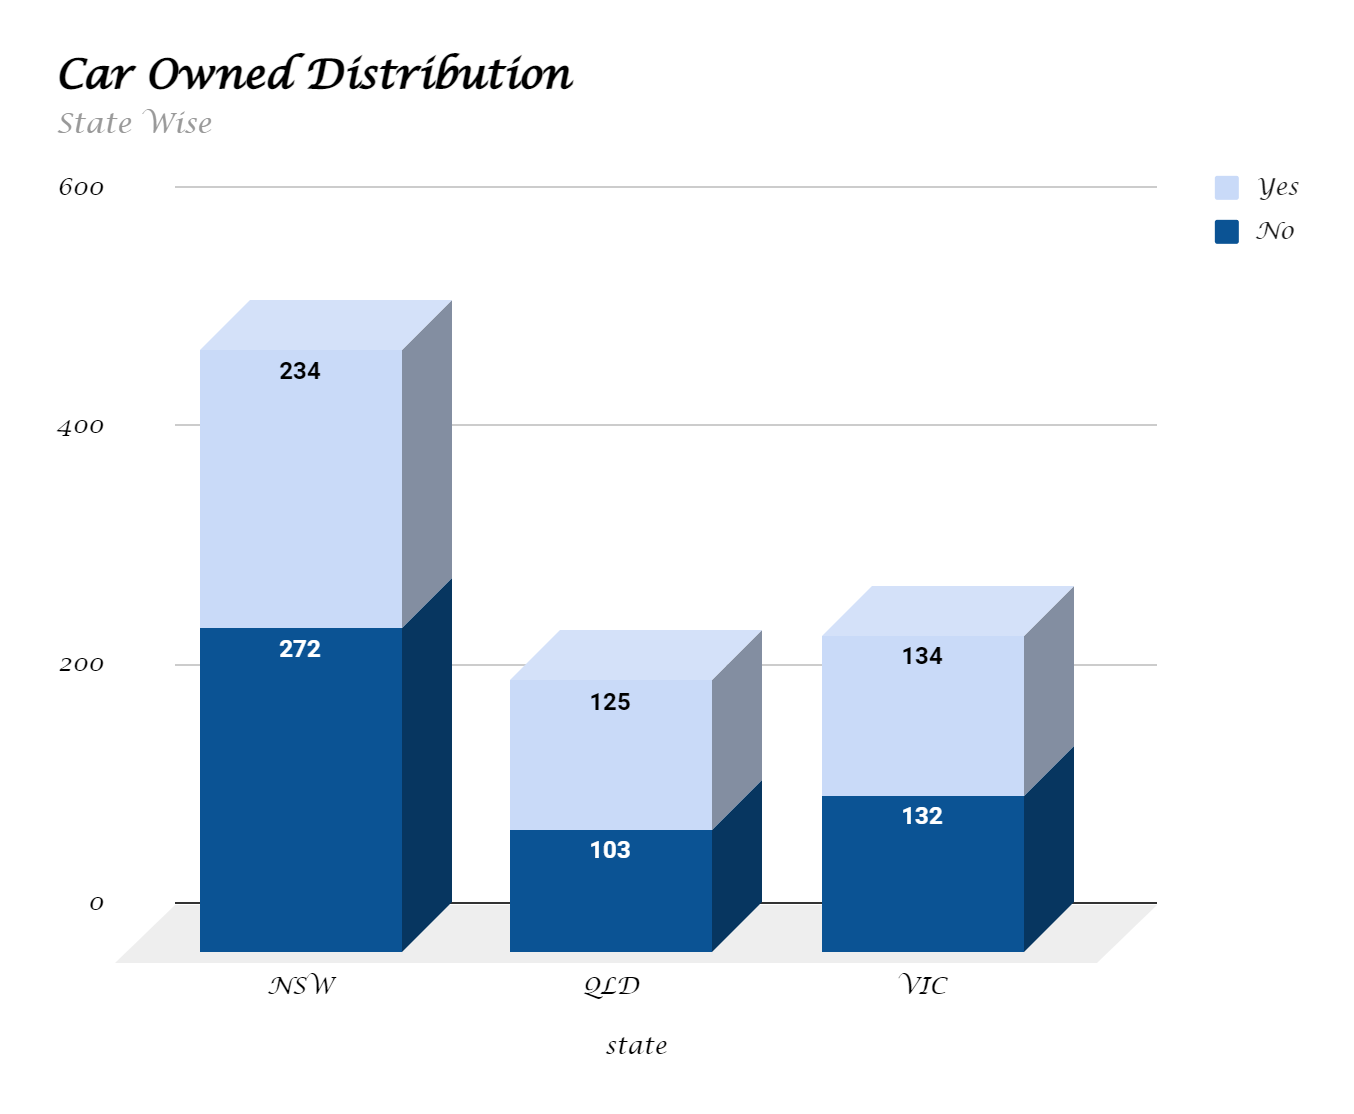 Car Owned Distribution
State Wise
600
Yes
No
234
400
272
200
134
125
132
103
0
NSW QLD VIC
state